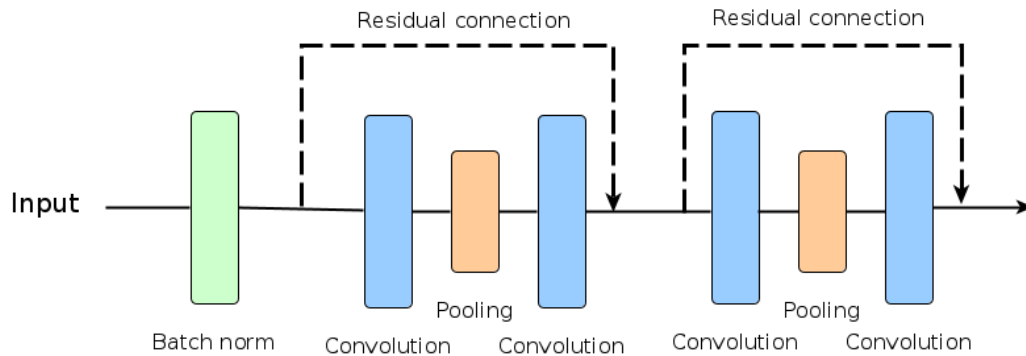 Residual connection
Residual connection
Input
Pooling
Pooling
Batch norm
Convolution
Convolution
Convolution
Convolution